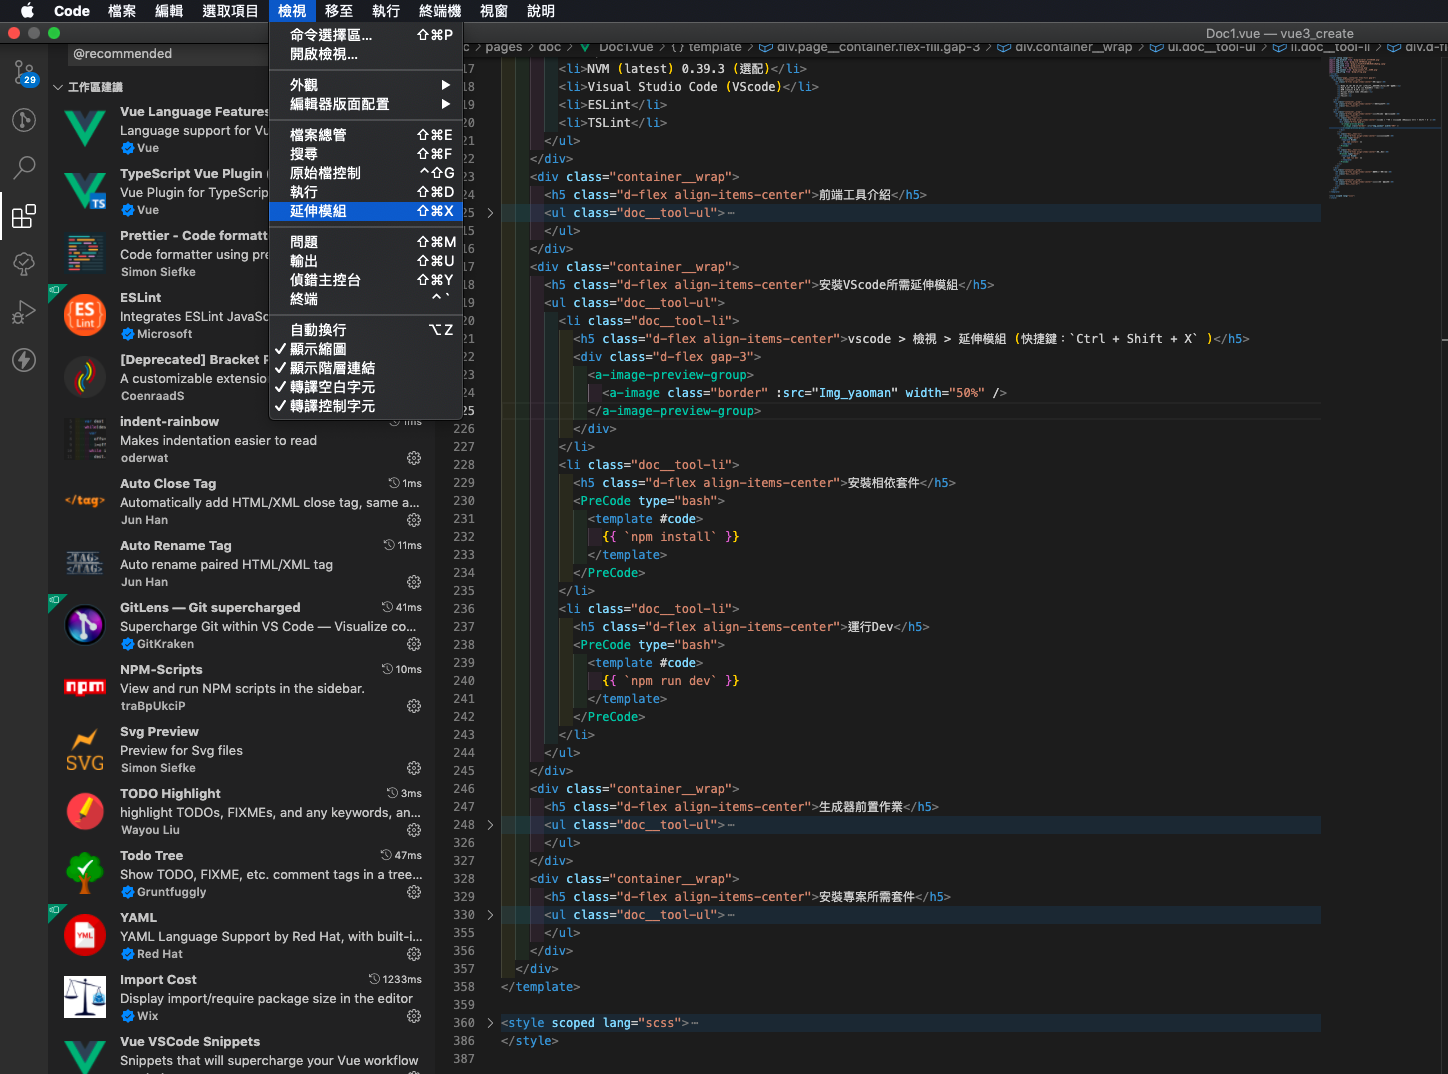 Code 檔案 編輯 選取項目 檢視 移至 執行 終端機 視窗 說明
Doc1.vue — vue3_create
命令選擇區... ⇧⌘P
開啟檢視...
外觀
編輯器版面配置
檔案總管 ⇧⌘E
搜尋 ⇧⌘F
原始檔控制 ⌃⇧G
執行 ⇧⌘D
延伸模組 ⇧⌘X
問題 ⇧⌘M
輸出 ⇧⌘U
偵錯主控台 ⇧⌘Y
終端 ⌃`
自動換行 ⌥Z
✓ 顯示縮圖
✓ 顯示階層連結
✓ 轉譯空白字元
✓ 轉譯控制字元
29
@recommended
工作區建議
Vue Language Features
Language support for Vu
Vue
TypeScript Vue Plugin (
Vue Plugin for TypeScrip
Vue
Prettier - Code formatt
Code formatter using pre
Simon Siefke
ESLint
Integrates ESLint JavaSc
Microsoft
[Deprecated] Bracket P
A customizable extensio
CoenraadS
indent-rainbow 1ms
Makes indentation easier to read
oderwat
Auto Close Tag 1ms
Automatically add HTML/XML close tag, same a...
Jun Han
Auto Rename Tag 11ms
Auto rename paired HTML/XML tag
Jun Han
GitLens — Git supercharged 41ms
Supercharge Git within VS Code — Visualize co...
GitKraken
NPM-Scripts 10ms
View and run NPM scripts in the sidebar.
traBpUkciP
Svg Preview
Preview for Svg files
Simon Siefke
TODO Highlight 3ms
highlight TODOs, FIXMEs, and any keywords, an...
Wayou Liu
Todo Tree 47ms
Show TODO, FIXME, etc. comment tags in a tree...
Gruntfuggly
YAML
YAML Language Support by Red Hat, with built-i...
Red Hat
Import Cost 1233ms
Display import/require package size in the editor
Wix
Vue VSCode Snippets
Snippets that will supercharge your Vue workflow
TS
ES
Lint
</tag>
<TAG>
</TAG>
npm
SVG
YML
c > pages > doc > Doc1.vue > {} template > div.page__container.flex-fill.gap-3 > div.container__wrap > ul.doc__tool-ul > li.doc__tool-li > div.d-fl
17 <li>NVM (latest) 0.39.3 (選配)</li>
18 <li>Visual Studio Code (VScode)</li>
19 <li>ESLint</li>
20 <li>TSLint</li>
21 </ul>
22 </div>
23 <div class="container__wrap">
24 <h5 class="d-flex align-items-center">前端工具介紹</h5>
25 <ul class="doc__tool-ul">⋯
15 </ul>
16 </div>
17 <div class="container__wrap">
18 <h5 class="d-flex align-items-center">安裝VScode所需延伸模組</h5>
19 <ul class="doc__tool-ul">
20 <li class="doc__tool-li">
21 <h5 class="d-flex align-items-center">vscode > 檢視 > 延伸模組 (快捷鍵：`Ctrl + Shift + X` )</h5>
22 <div class="d-flex gap-3">
23 <a-image-preview-group>
24 <a-image class="border" :src="Img_yaoman" width="50%" />
25 </a-image-preview-group>
226 </div>
227 </li>
228 <li class="doc__tool-li">
229 <h5 class="d-flex align-items-center">安裝相依套件</h5>
230 <PreCode type="bash">
231 <template #code>
232 {{ `npm install` }}
233 </template>
234 </PreCode>
235 </li>
236 <li class="doc__tool-li">
237 <h5 class="d-flex align-items-center">運行Dev</h5>
238 <PreCode type="bash">
239 <template #code>
240 {{ `npm run dev` }}
241 </template>
242 </PreCode>
243 </li>
244 </ul>
245 </div>
246 <div class="container__wrap">
247 <h5 class="d-flex align-items-center">生成器前置作業</h5>
248 <ul class="doc__tool-ul">⋯
326 </ul>
327 </div>
328 <div class="container__wrap">
329 <h5 class="d-flex align-items-center">安裝專案所需套件</h5>
330 <ul class="doc__tool-ul">⋯
355 </ul>
356 </div>
357 </div>
358 </template>
359
360 <style scoped lang="scss">⋯
386 </style>
387